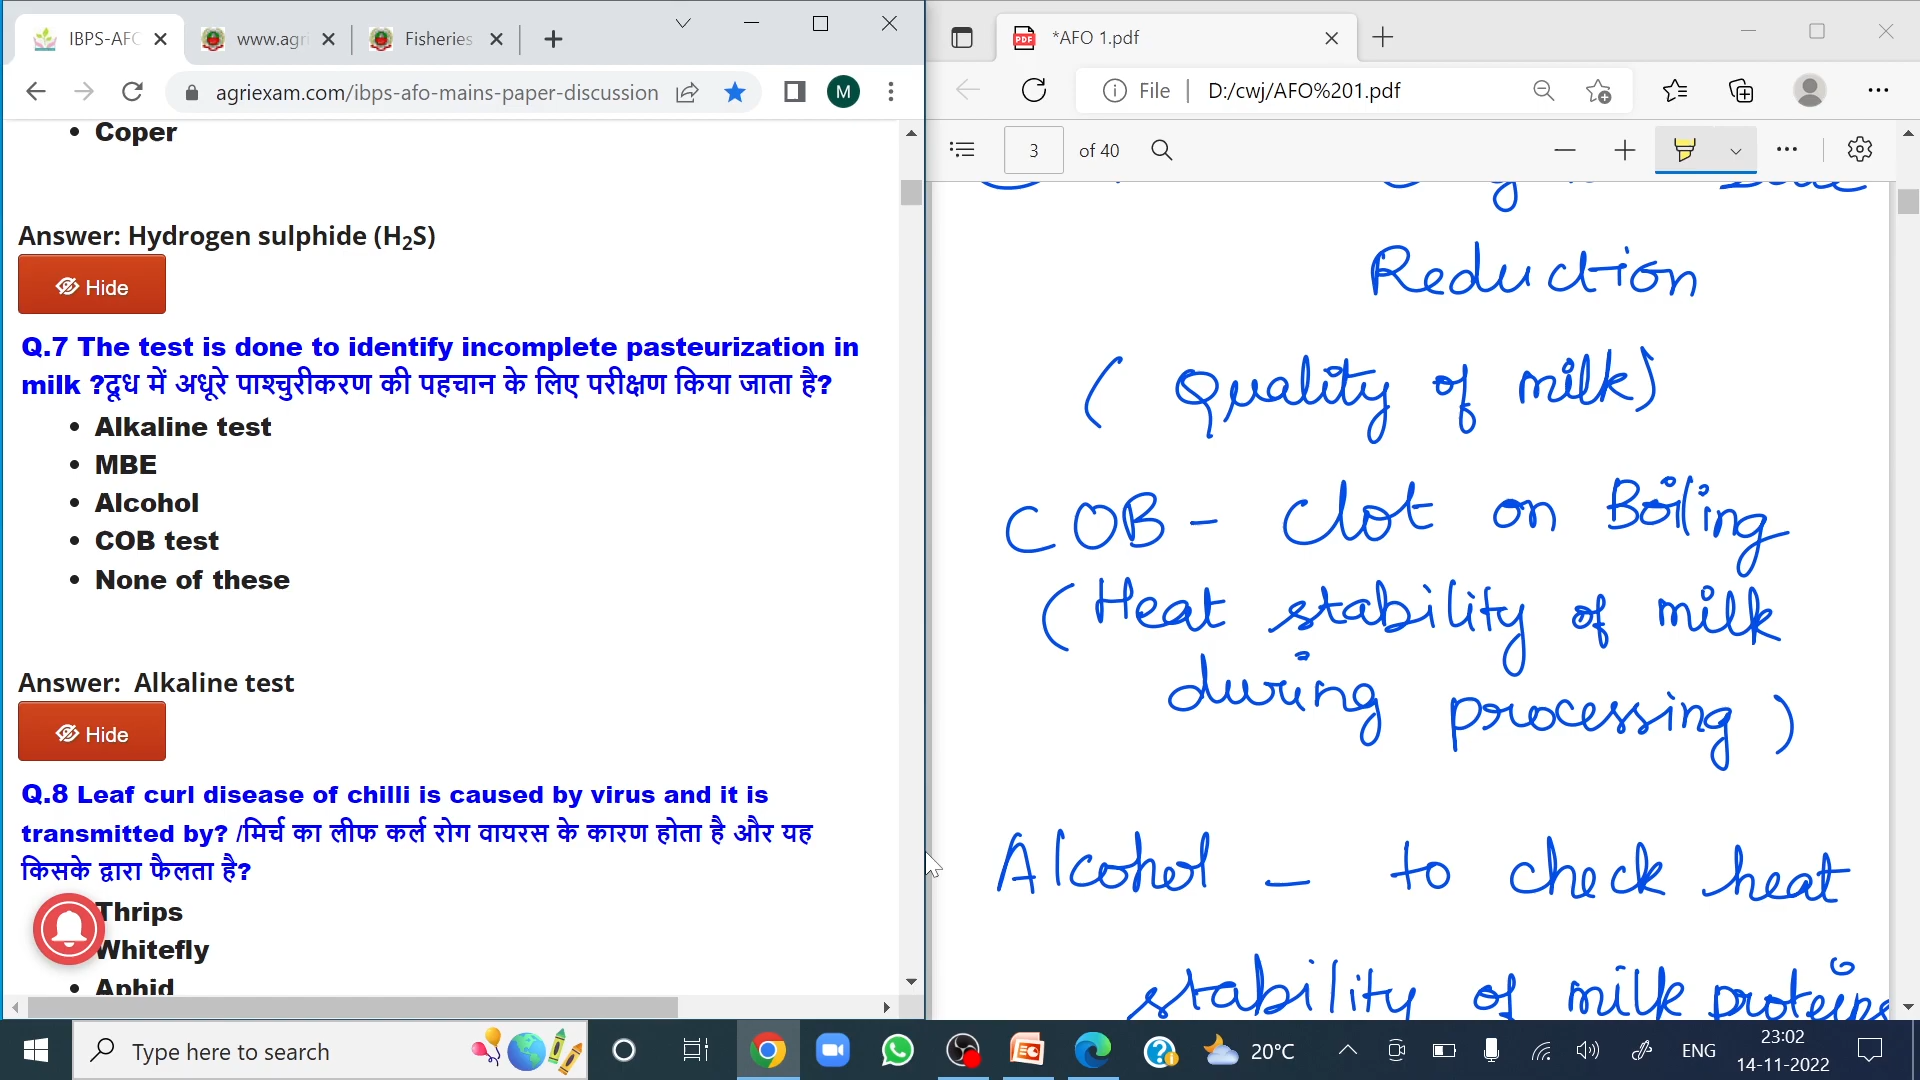 IBPS-AFC
www.agri
Fisheries
agriexam.com/ibps-afo-mains-paper-discussion
M
Coper
Answer: Hydrogen sulphide (H₂S)
Hide
Q.7 The test is done to identify incomplete pasteurization in
milk ?दूध में अधूरे पाश्चुरीकरण की पहचान के लिए परीक्षण किया जाता है?
Alkaline test
MBE
Alcohol
COB test
None of these
Answer: Alkaline test
Hide
Q.8 Leaf curl disease of chilli is caused by virus and it is
transmitted by? /मिर्च का लीफ कर्ल रोग वायरस के कारण होता है और यह
किसके द्वारा फैलता है?
Thrips
Whitefly
Aphid
*AFO 1.pdf
File
D:/cwj/AFO%201.pdf
3 of 40
Reduction
( Quality of milk)
COB - Clot on Boiling
(Heat stability of milk
during processing)
Alcohol - to check heat
stability of milk proteins
Type here to search
20°C
ENG
23:02
14-11-2022